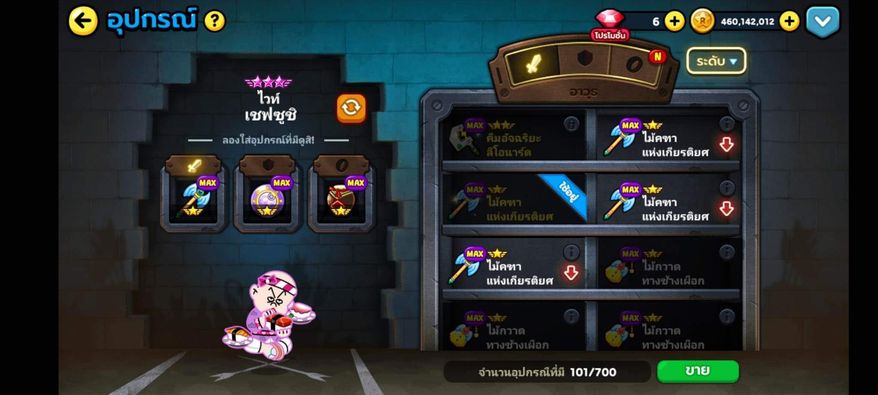 อุปกรณ์
?
6
460,142,012
โปรโมชั่น
N
ระดับ
อาวุธ
ไวท์
เชฟซูชิ
ลองใส่อุปกรณ์ที่มีดูสิ!
MAX
MAX
MAX
MAX
คีมอัจฉริยะ
ลีโอนาร์ด
MAX
ไม้คฑา
แห่งเกียรติยศ
MAX
ไม้คฑา
แห่งเกียรติยศ
ใช้อยู่
MAX
ไม้คฑา
แห่งเกียรติยศ
MAX
ไม้คฑา
แห่งเกียรติยศ
MAX
ไม้กวาด
ทางช้างเผือก
MAX
ไม้กวาด
ทางช้างเผือก
MAX
ไม้กวาด
ทางช้างเผือก
จำนวนอุปกรณ์ที่มี 101/700
ขาย